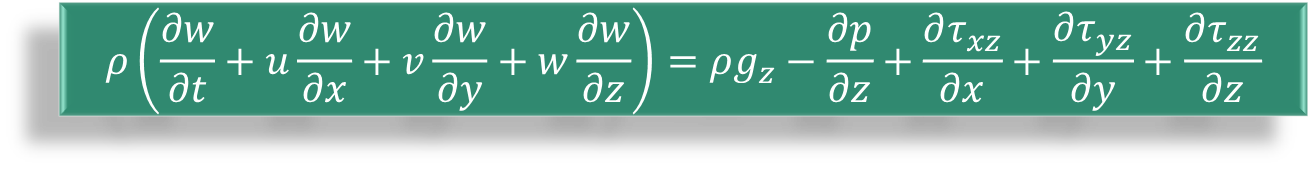 ρ(∂w/∂t + u ∂w/∂x + v ∂w/∂y + w ∂w/∂z) = ρg_z − ∂p/∂z + ∂τ_xz/∂x + ∂τ_yz/∂y + ∂τ_zz/∂z